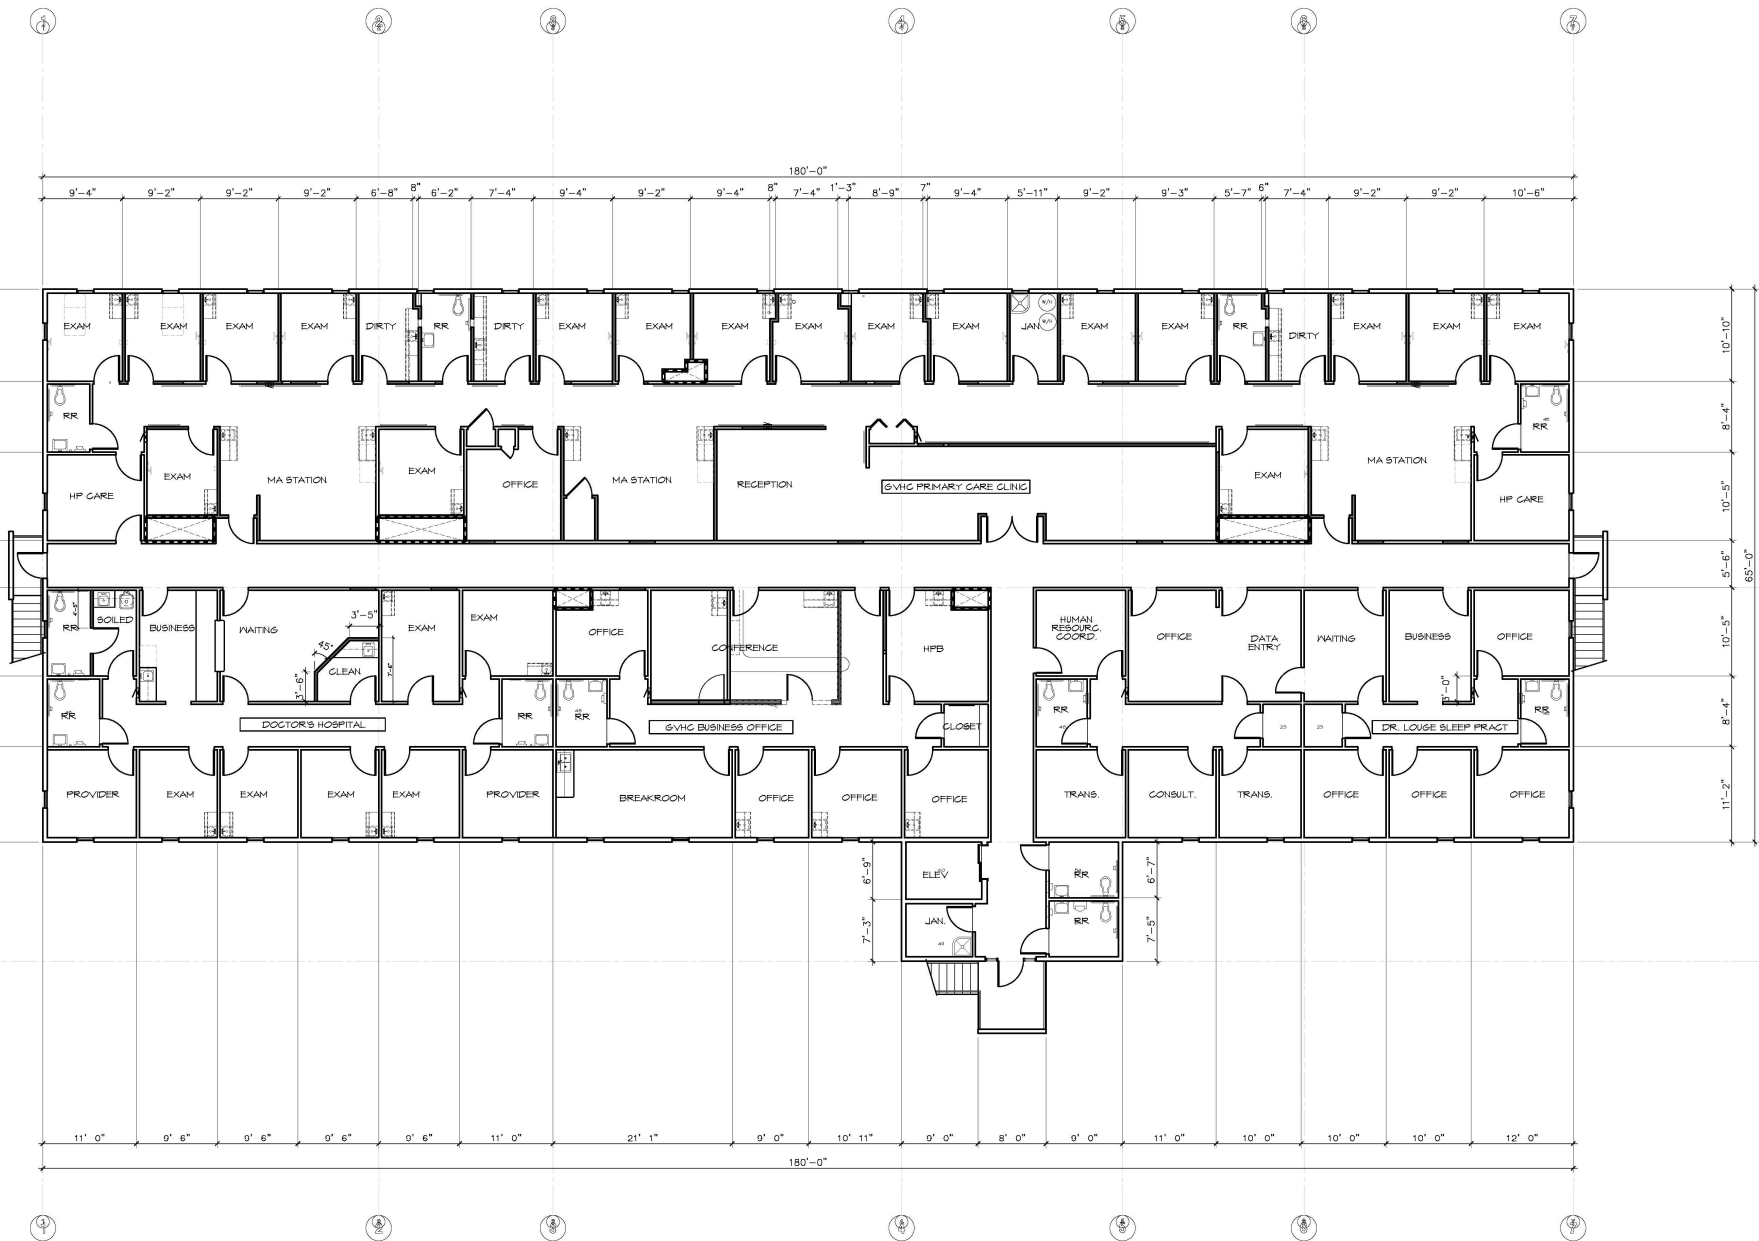 180'-0"
9'-4" 9'-2" 9'-2" 9'-2" 6'-8" 8" 6'-2" 7'-4" 9'-4" 9'-2" 9'-4" 8" 7'-4" 1'-3" 8'-9" 7" 9'-4" 5'-11" 9'-2" 9'-3" 5'-7" 6" 7'-4" 9'-2" 9'-2" 10'-6"
EXAM EXAM EXAM EXAM DIRTY RR DIRTY EXAM EXAM EXAM EXAM EXAM EXAM JAN EXAM EXAM RR DIRTY EXAM EXAM EXAM
W/H
W/H
10'-10"
RR
RR
8'-4"
HP CARE
EXAM
MA STATION
EXAM
OFFICE
MA STATION
RECEPTION
GVHC PRIMARY CARE CLINIC
EXAM
MA STATION
HP CARE
10'-5"
5'-6"
65'-0"
RR
4'-5"
SOILED
BUSINESS
WAITING
3'-5"
45°
CLEAN
3'-6"
7'-6"
EXAM
EXAM
OFFICE
CONFERENCE
HPB
HUMAN
RESOURC.
COORD.
OFFICE
DATA
ENTRY
WAITING
BUSINESS
OFFICE
10'-5"
3'-0"
RR
DOCTOR'S HOSPITAL
RR
RR
GVHC BUSINESS OFFICE
CLOSET
RR
23
23
DR. LOUGE SLEEP PRACT
RR
8'-4"
PROVIDER EXAM EXAM EXAM EXAM PROVIDER BREAKROOM OFFICE OFFICE OFFICE TRANS. CONSULT. TRANS. OFFICE OFFICE OFFICE
11'-2"
6'-9"
ELEV
RR
6'-7"
7'-3"
JAN.
RR
7'-5"
11' 0" 9' 6" 9' 6" 9' 6" 9' 6" 11' 0" 21' 1" 9' 0" 10' 11" 9' 0" 8' 0" 9' 0" 11' 0" 10' 0" 10' 0" 10' 0" 12' 0"
180'-0"